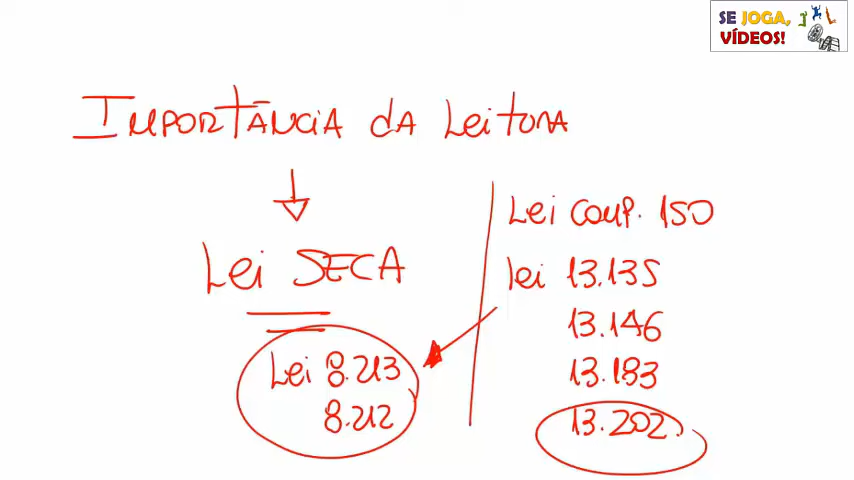 SE JOGA,
VÍDEOS!
IMPORTÂNCIA DA LEITURA
Lei SECA
Lei 8.213
8.212
Lei COMP. 150
lei 13.135
13.146
13.183
13.202